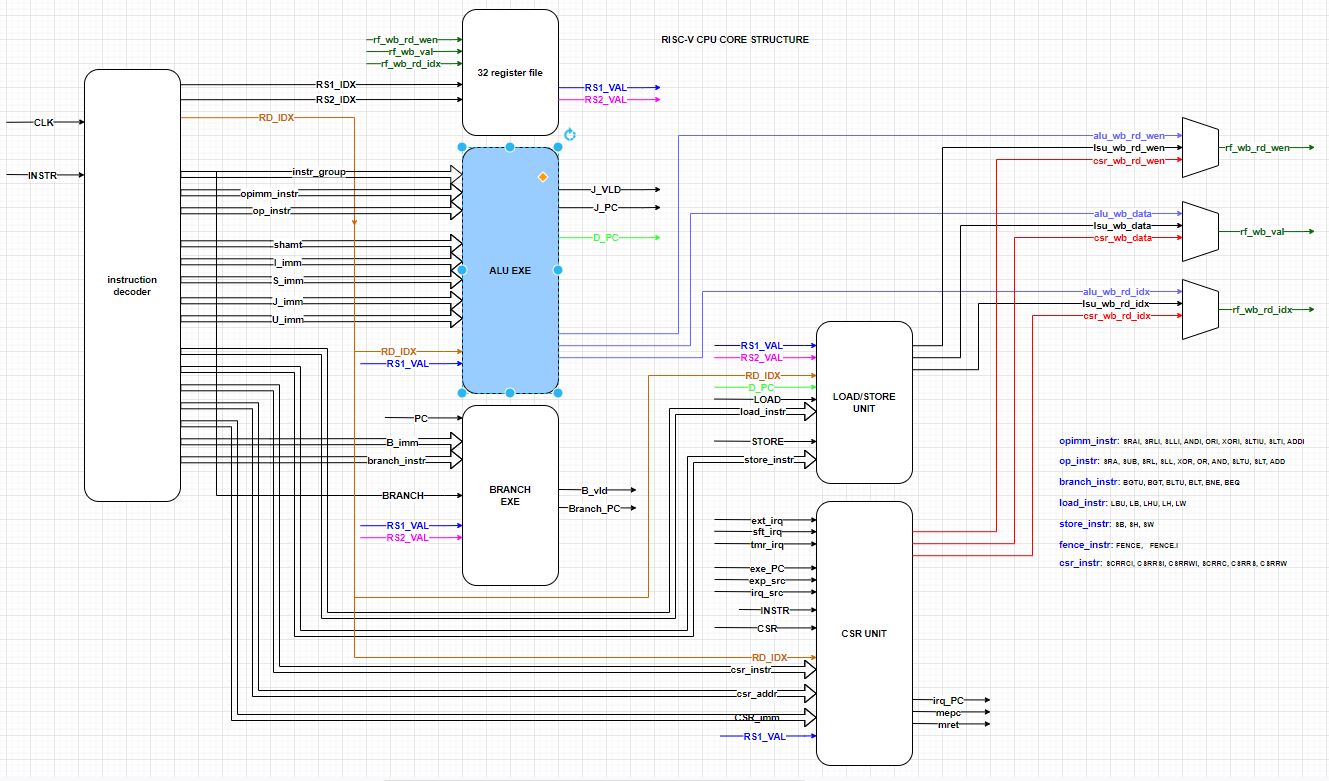 RISC-V CPU CORE STRUCTURE
CLK
INSTR
instruction
decoder
rf_wb_rd_wen
rf_wb_val
rf_wb_rd_idx
RS1_IDX
RS2_IDX
RD_IDX
32 register file
RS1_VAL
RS2_VAL
instr_group
opimm_instr
op_instr
shamt
I_imm
S_imm
J_imm
U_imm
RD_IDX
RS1_VAL
ALU EXE
J_VLD
J_PC
D_PC
PC
B_imm
branch_instr
BRANCH
RS1_VAL
RS2_VAL
BRANCH
EXE
B_vld
Branch_PC
RS1_VAL
RS2_VAL
RD_IDX
D_PC
LOAD
load_instr
STORE
store_instr
LOAD/STORE
UNIT
ext_irq
sft_irq
tmr_irq
exe_PC
exp_src
irq_src
INSTR
CSR
RD_IDX
csr_instr
csr_addr
CSR_imm
RS1_VAL
CSR UNIT
irq_PC
mepc
mret
alu_wb_rd_wen
lsu_wb_rd_wen
csr_wb_rd_wen
rf_wb_rd_wen
alu_wb_data
lsu_wb_data
csr_wb_data
rf_wb_val
alu_wb_rd_idx
lsu_wb_rd_idx
csr_wb_rd_idx
rf_wb_rd_idx
opimm_instr: SRAI, SRLI, SLLI, ANDI, ORI, XORI, SLTIU, SLTI, ADDI
op_instr: SRA, SUB, SRL, SLL, XOR, OR, AND, SLTU, SLT, ADD
branch_instr: BGTU, BGT, BLTU, BLT, BNE, BEQ
load_instr: LBU, LB, LHU, LH, LW
store_instr: SB, SH, SW
fence_instr: FENCE, FENCE.I
csr_instr: SCRRCI, CSRRSI, CSRRWI, SCRRC, CSRRS, CSRRW